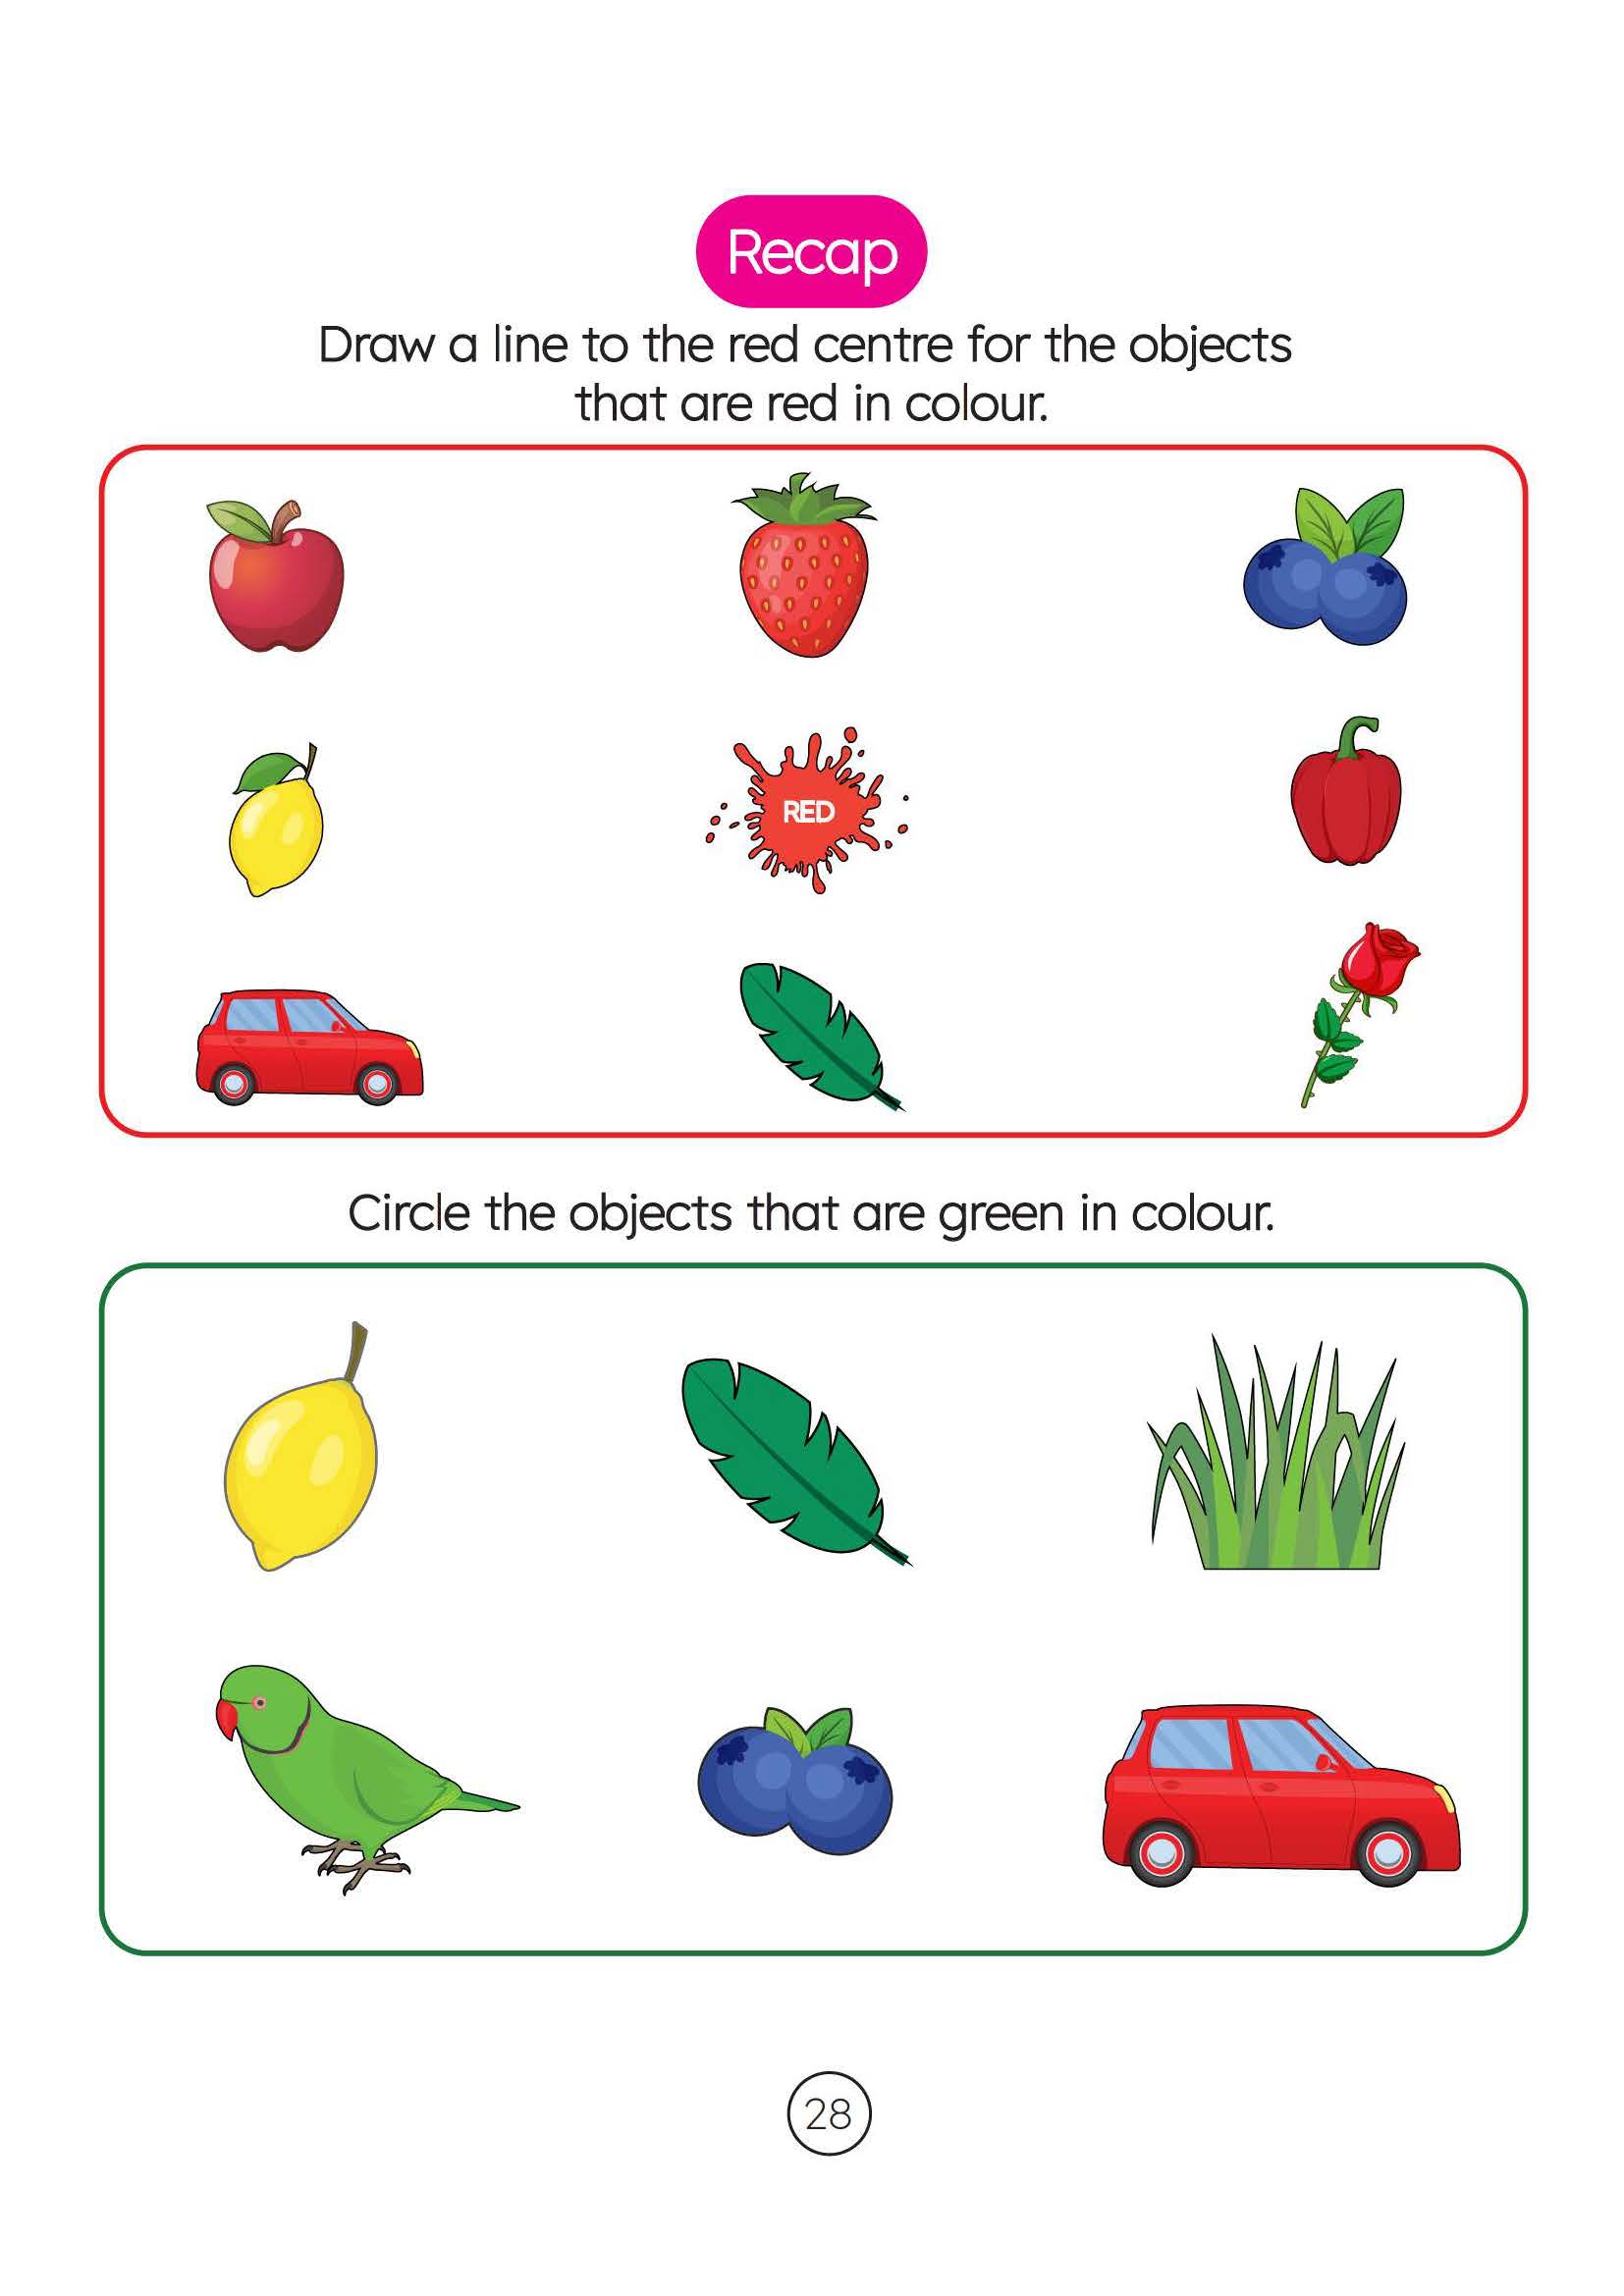 Recap
Draw a line to the red centre for the objects
that are red in colour.
RED
Circle the objects that are green in colour.
28